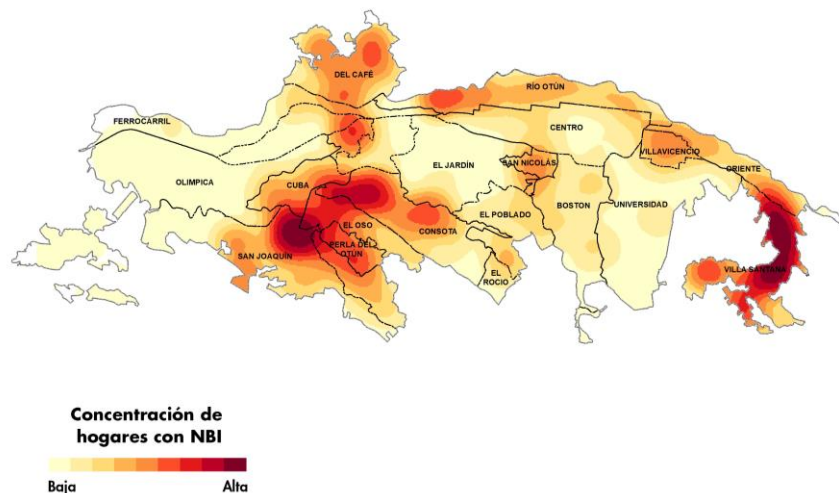 DEL CAFÉ
RÍO OTÚN
FERROCARRIL
CENTRO
VILLAVICENCIO
EL JARDÍN
SAN NICOLÁS
ORIENTE
OLIMPICA
CUBA
EL POBLADO
BOSTON
UNIVERSIDAD
EL OSO
CONSOTA
PERLA DEL
OTÚN
SAN JOAQUÍN
EL
ROCIO
VILLA SANTANA
Concentración de
hogares con NBI
Baja Alta